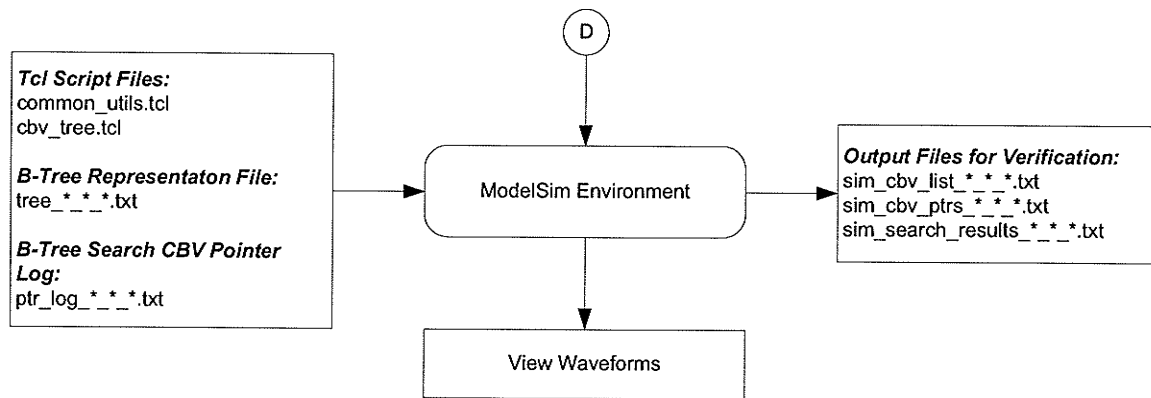 D
Tcl Script Files:
common_utils.tcl
cbv_tree.tcl
B-Tree Representaton File:
tree_*_*_*.txt
B-Tree Search CBV Pointer
Log:
ptr_log_*_*_*.txt
ModelSim Environment
Output Files for Verification:
sim_cbv_list_*_*_*.txt
sim_cbv_ptrs_*_*_*.txt
sim_search_results_*_*_*.txt
View Waveforms